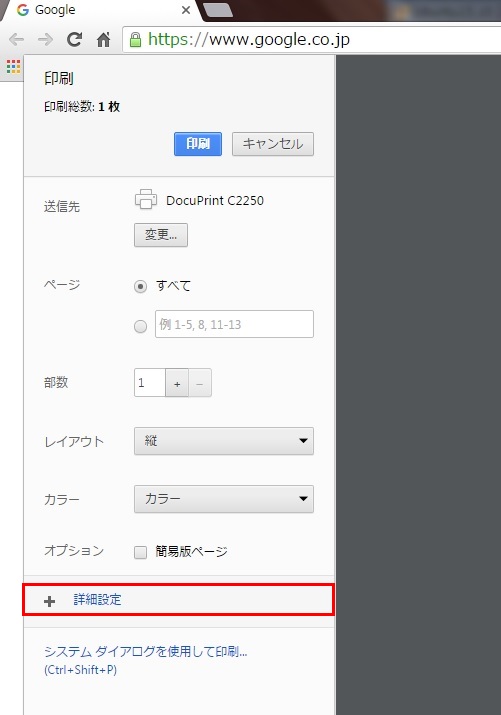 Google
https://www.google.co.jp
印刷
印刷総数: 1 枚
印刷 キャンセル
送信先 DocuPrint C2250
変更...
ページ すべて
例 1-5, 8, 11-13
部数 1 + −
レイアウト 縦
カラー カラー
オプション 簡易版ページ
+ 詳細設定
システム ダイアログを使用して印刷...
(Ctrl+Shift+P)